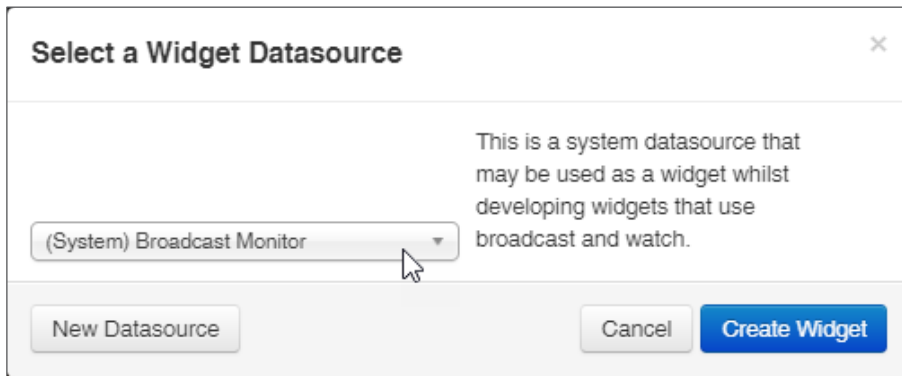 Select a Widget Datasource
×
This is a system datasource that
may be used as a widget whilst
developing widgets that use
broadcast and watch.
(System) Broadcast Monitor
New Datasource
Cancel
Create Widget